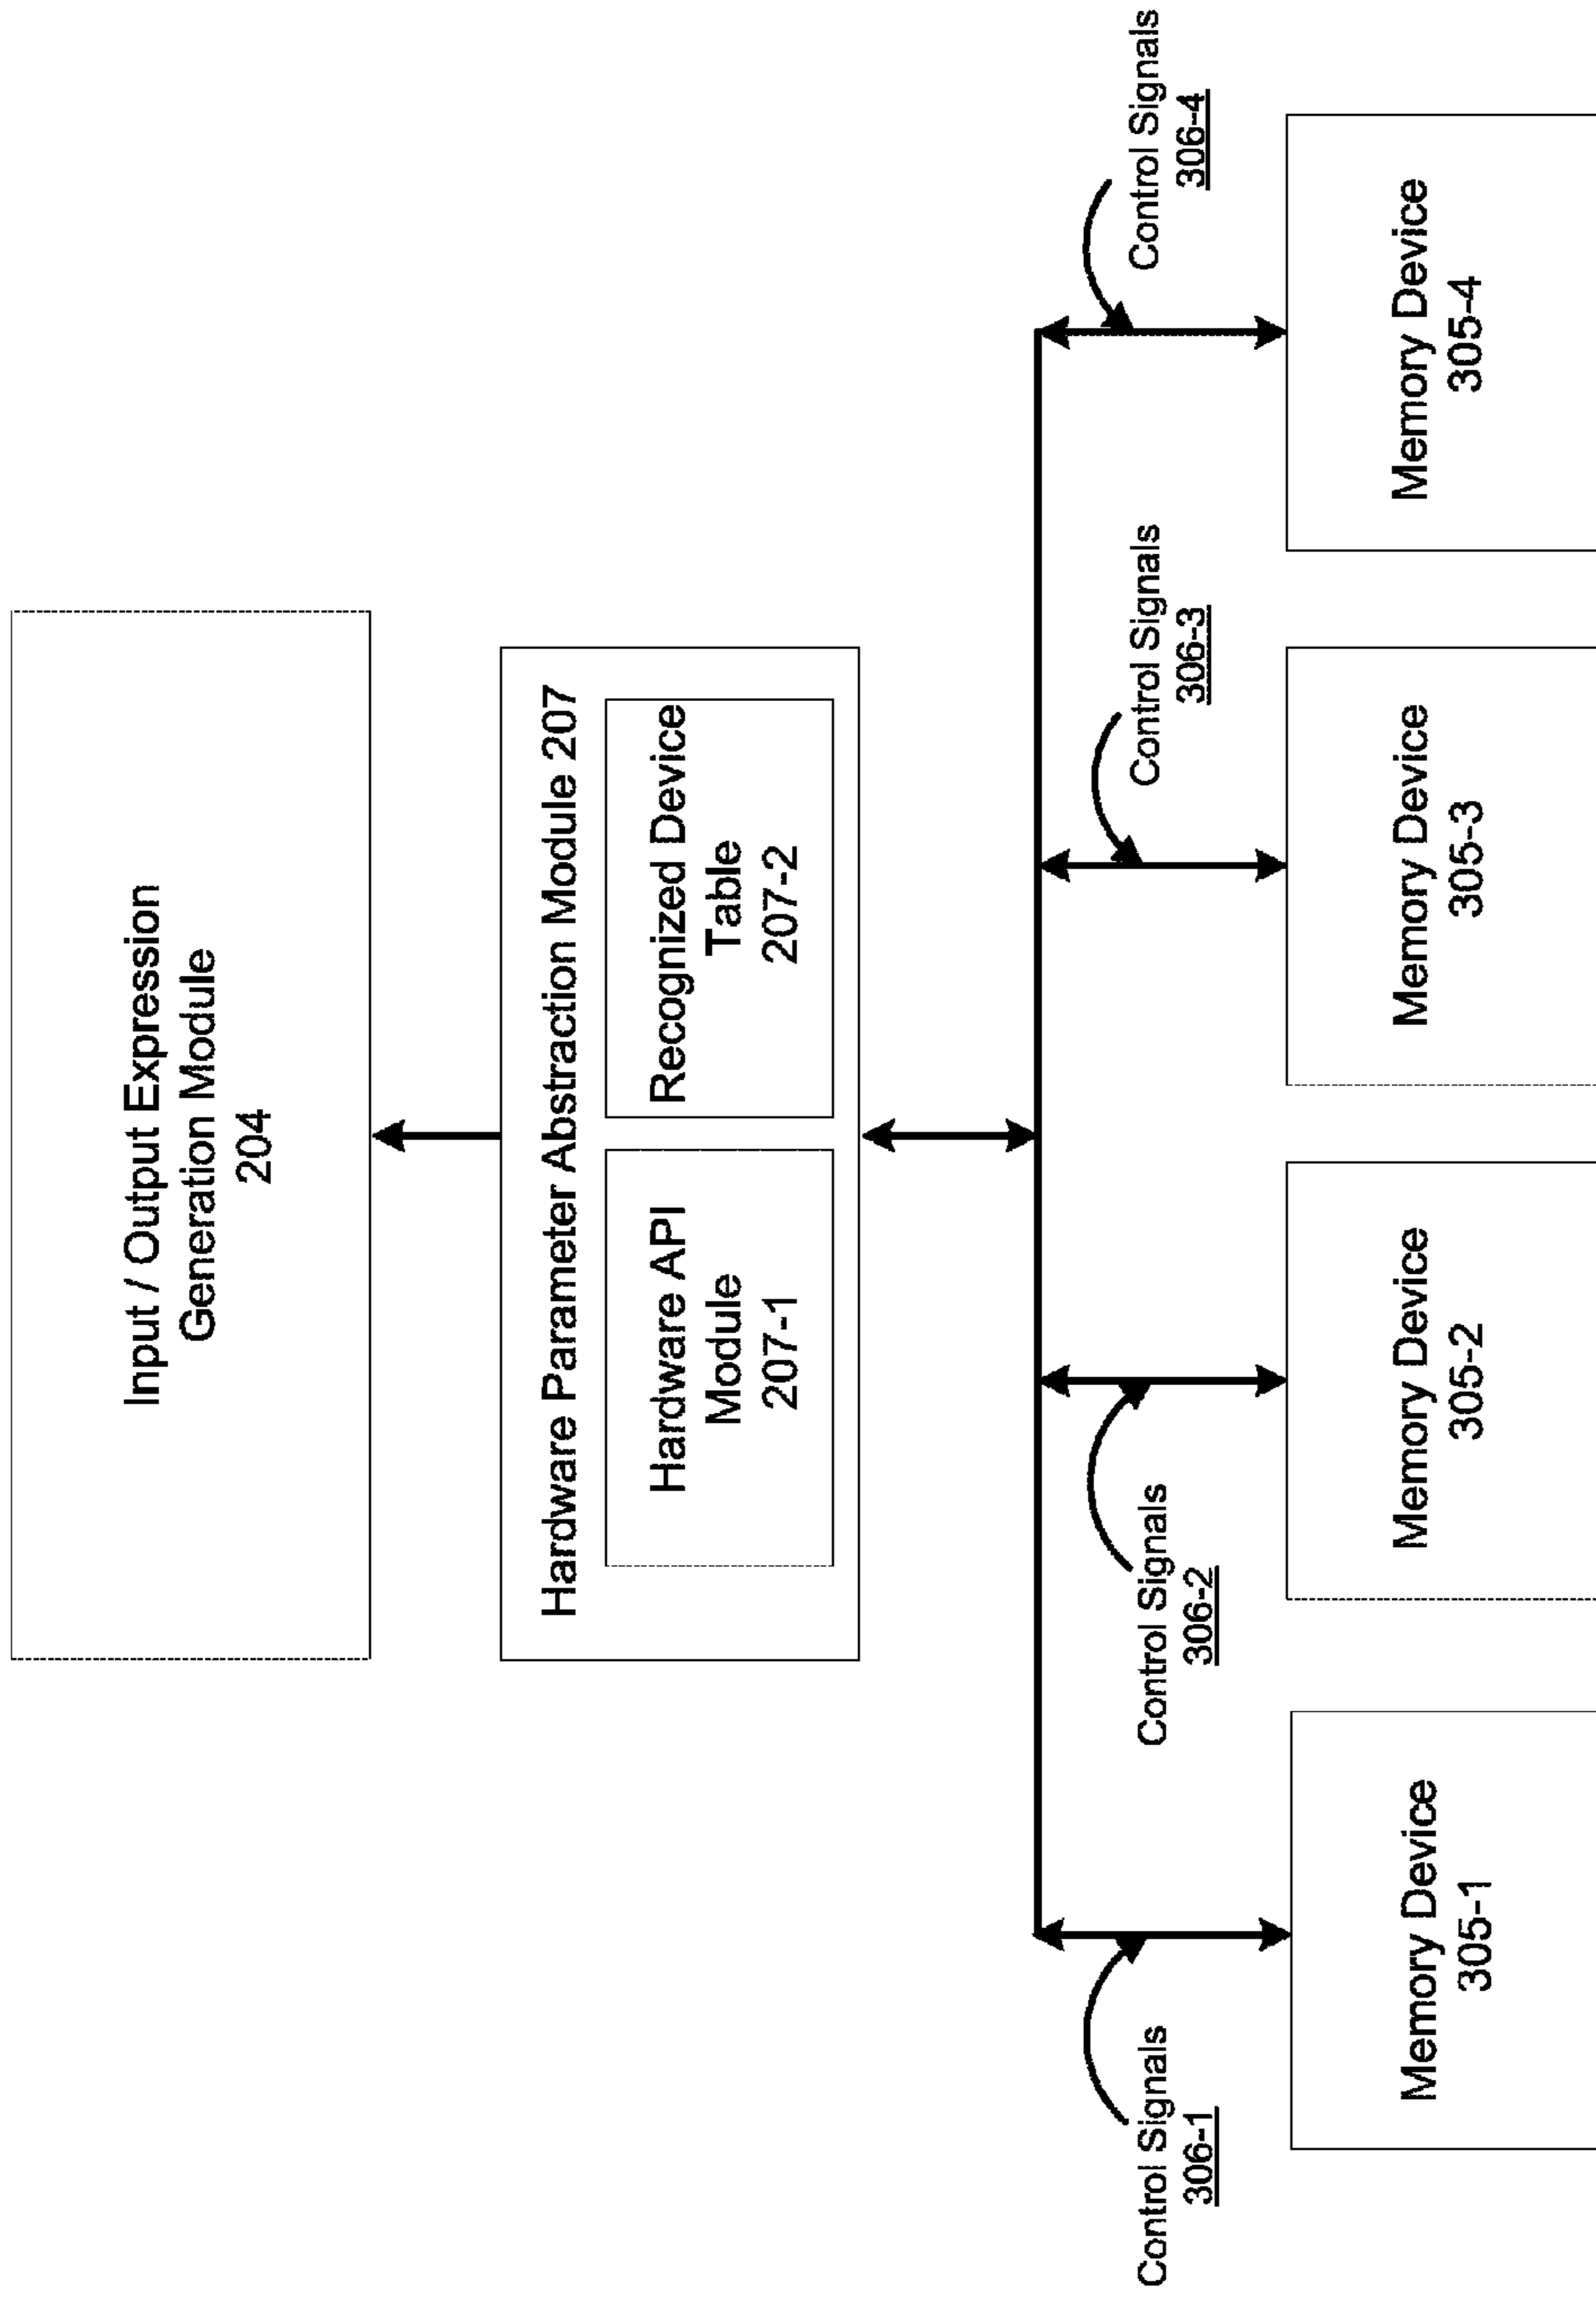 Input / Output Expression
Generation Module
204
Hardware Parameter Abstraction Module 207
Hardware API
Module
207-1
Recognized Device
Table
207-2
Control Signals
306-1
Control Signals
306-2
Control Signals
306-3
Control Signals
306-4
Memory Device
305-1
Memory Device
305-2
Memory Device
305-3
Memory Device
305-4